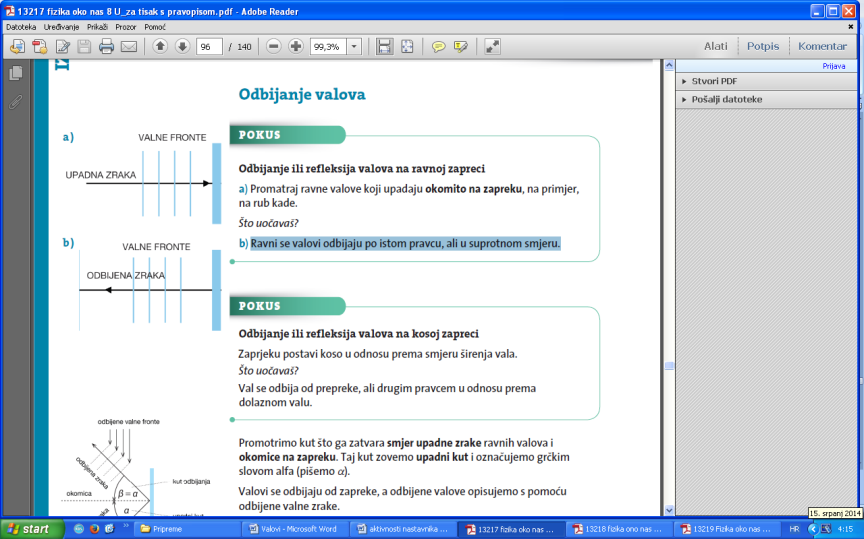 13217 fizika oko nas 8 U_za tisak s pravopisom.pdf - Adobe Reader
Datoteka Uređivanje Prikaži Prozor Pomoć
96 / 140 99,3% Alati Potpis Komentar
Prijava
Stvori PDF
Pošalji datoteke
Odbijanje valova
a)
VALNE FRONTE
UPADNA ZRAKA
b)
VALNE FRONTE
ODBIJENA ZRAKA
POKUS
Odbijanje ili refleksija valova na ravnoj zapreci
a) Promatraj ravne valove koji upadaju okomito na zapreku, na primjer,
na rub kade.
Što uočavaš?
b) Ravni se valovi odbijaju po istom pravcu, ali u suprotnom smjeru.
POKUS
Odbijanje ili refleksija valova na kosoj zapreci
Zaprjeku postavi koso u odnosu prema smjeru širenja vala.
Što uočavaš?
Val se odbija od prepreke, ali drugim pravcem u odnosu prema
dolaznom valu.
odbijene valne fronte
odbijena zraka
kut odbijanja
okomica
β = α
α
Promotrimo kut što ga zatvara smjer upadne zrake ravnih valova i
okomice na zapreku. Taj kut zovemo upadni kut i označujemo grčkim
slovom alfa (pišemo α).
Valovi se odbijaju od zapreke, a odbijene valove opisujemo s pomoću
odbijene valne zrake.
15. srpanj 2014
start
Pripreme
Valovi - Microsoft Word
aktivnosti nastavnika ...
13217 fizika oko nas ...
13218 fizika ono nas ...
13219 Fizika oko nas ...
HR
4:15